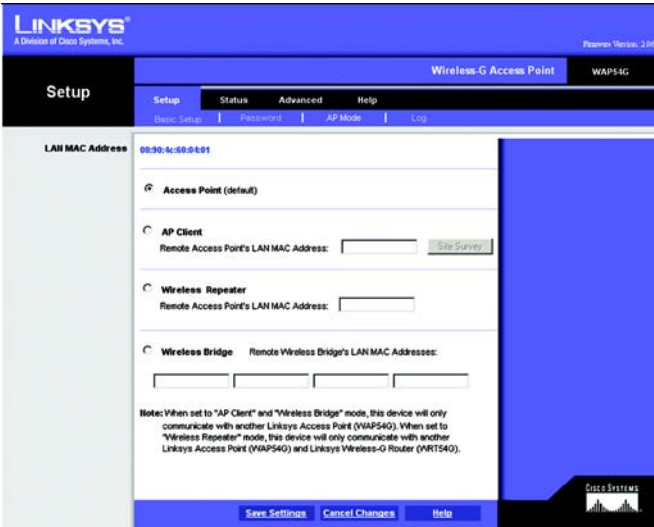 LINKSYS®
A Division of Cisco Systems, Inc.
Firmware Version: 2.06
Wireless-G Access Point WAP54G
Setup
Setup Status Advanced Help
Basic Setup | Password | AP Mode | Log
LAN MAC Address 00:90:4c:60:04:01
Access Point (default)
AP Client
Remote Access Point's LAN MAC Address: Site Survey
Wireless Repeater
Remote Access Point's LAN MAC Address:
Wireless Bridge Remote Wireless Bridge's LAN MAC Addresses:
Note: When set to "AP Client" and "Wireless Bridge" mode, this device will only
communicate with another Linksys Access Point (WAP54G). When set to
"Wireless Repeater" mode, this device will only communicate with another
Linksys Access Point (WAP54G) and Linksys Wireless-G Router (WRT54G).
Save Settings Cancel Changes Help
CISCO SYSTEMS